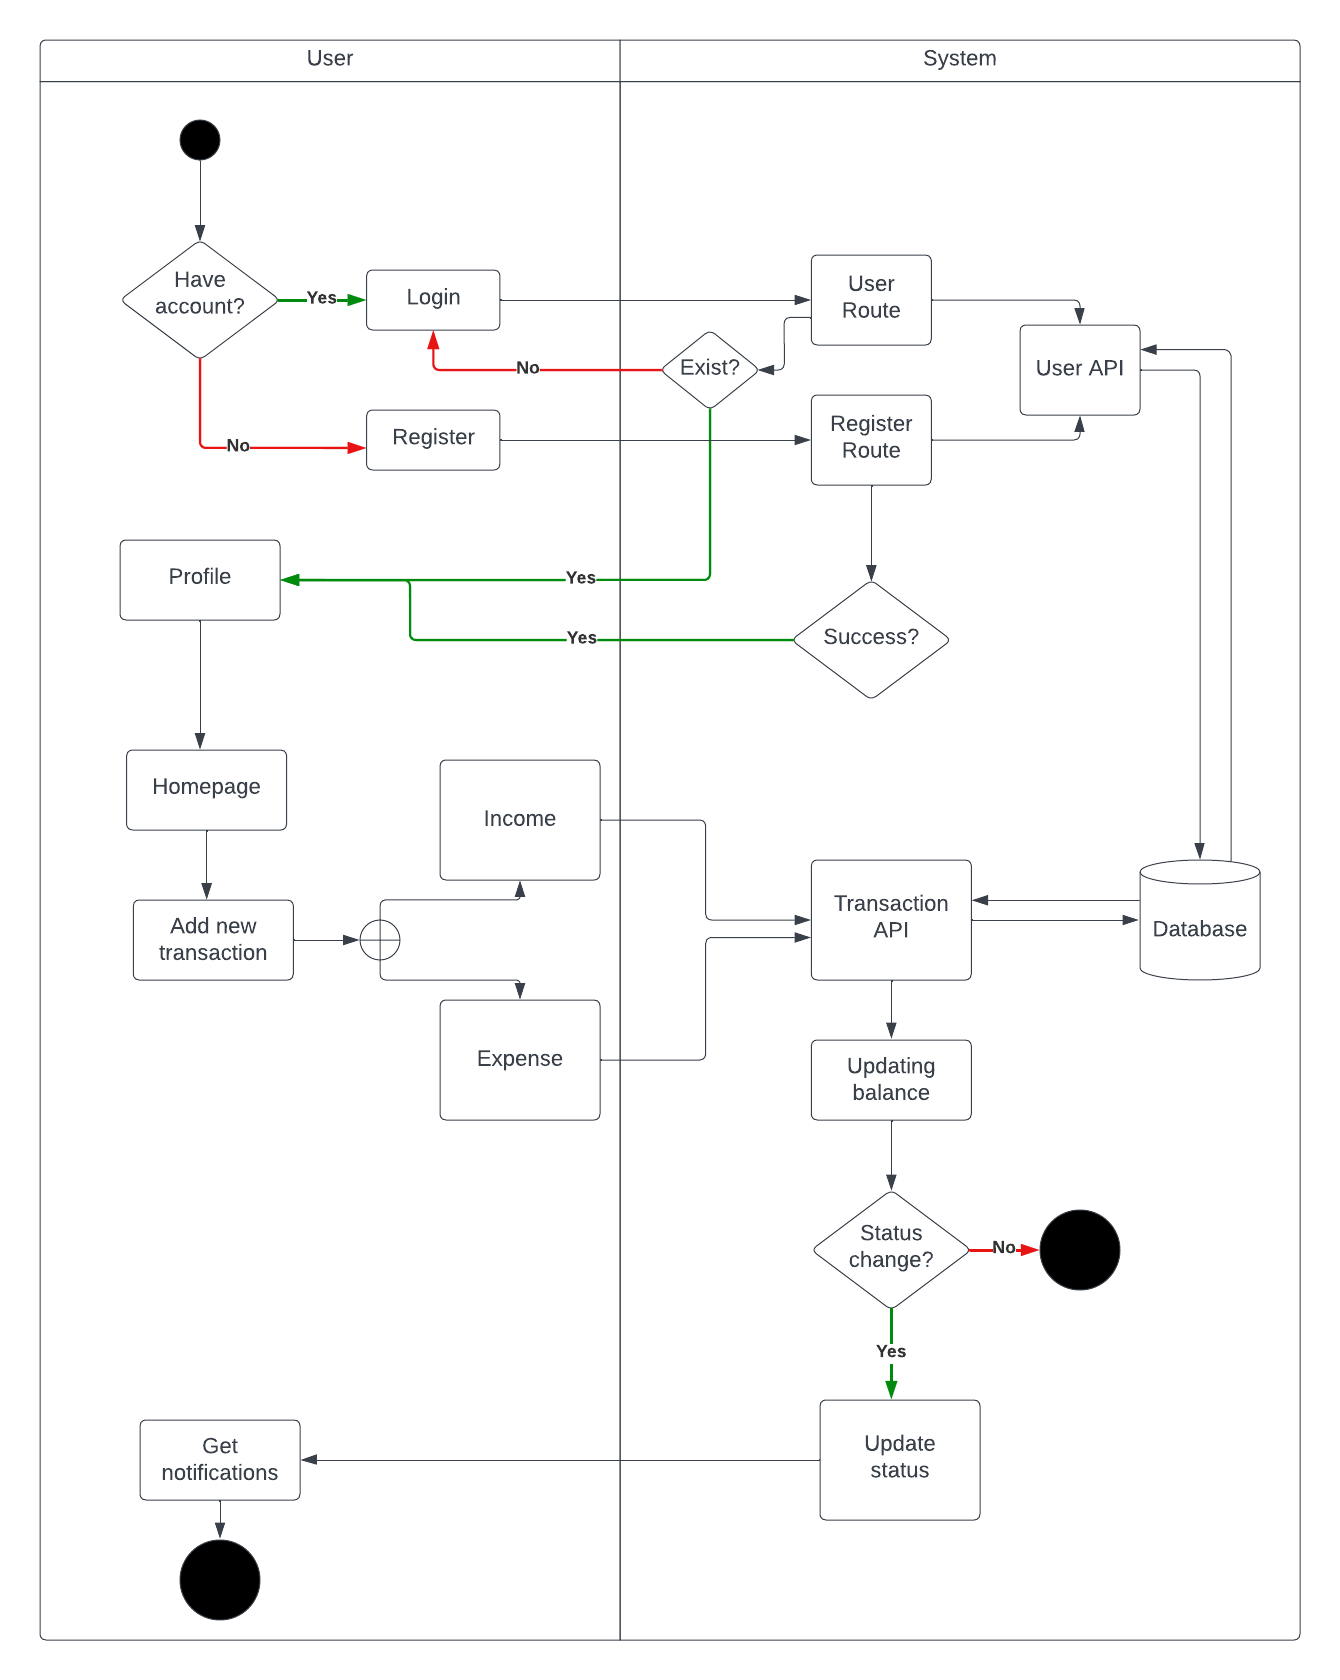 User
System
Have
account?
Yes
Login
User
Route
No
Exist?
User API
No
Register
Register
Route
Profile
Yes
Yes
Success?
Homepage
Income
Add new
transaction
Transaction
API
Database
Expense
Updating
balance
Status
change?
No
Yes
Update
status
Get
notifications